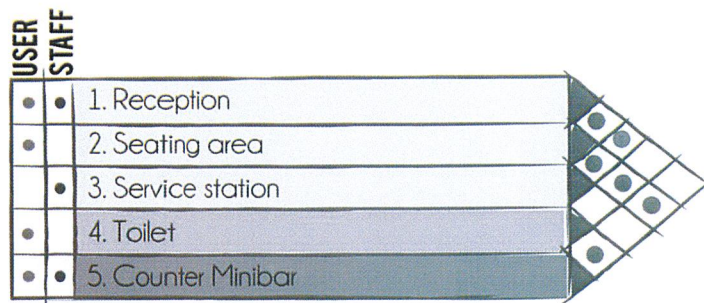 USER
STAFF
1. Reception
2. Seating area
3. Service station
4. Toilet
5. Counter Minibar